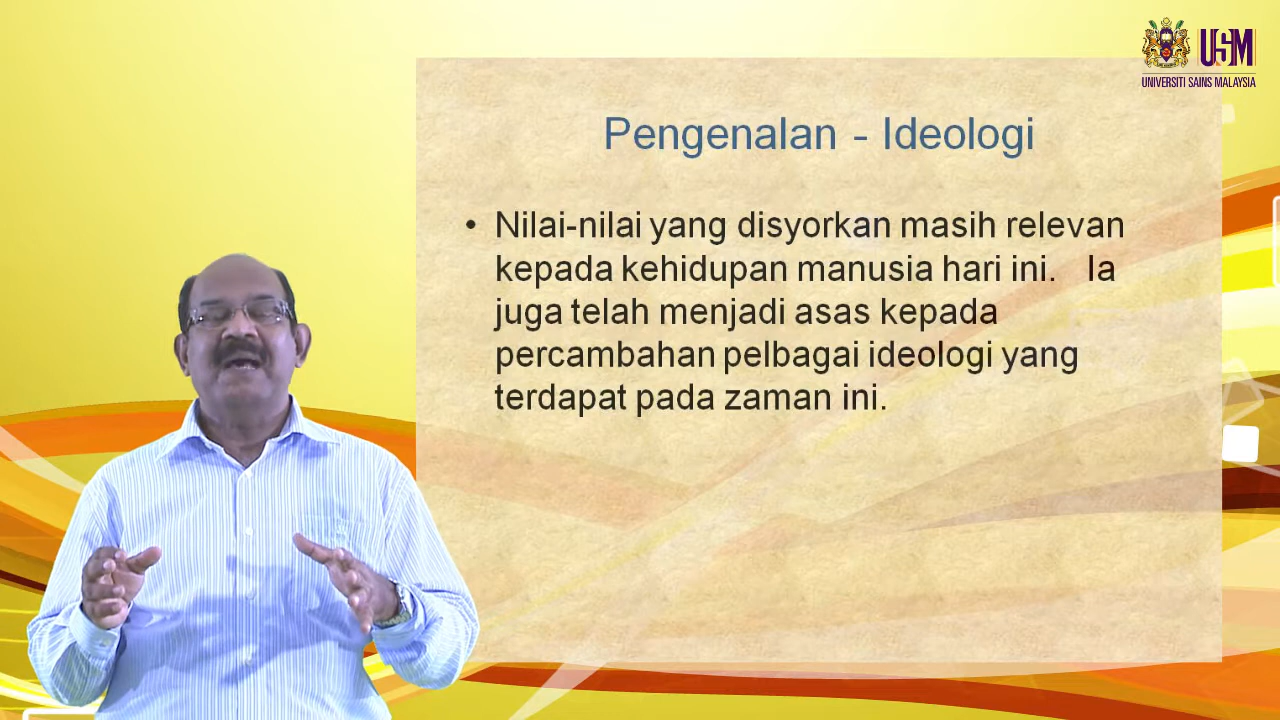 USM
UNIVERSITI SAINS MALAYSIA
Pengenalan - Ideologi
• Nilai-nilai yang disyorkan masih relevan
kepada kehidupan manusia hari ini. Ia
juga telah menjadi asas kepada
percambahan pelbagai ideologi yang
terdapat pada zaman ini.